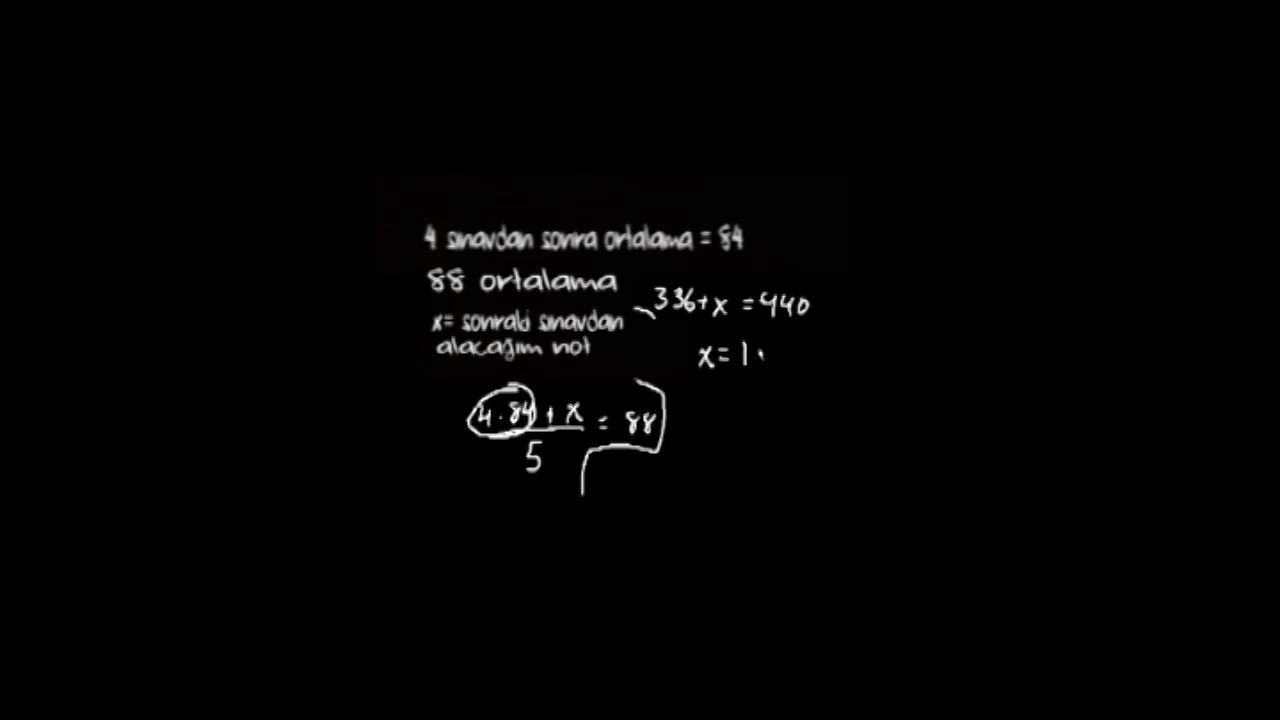 4 sınavdan sonra ortalama = 84
88 ortalama
x= sonraki sınavdan
alacağım not
336+x = 440
x= 1
4.84 + x = 88
5